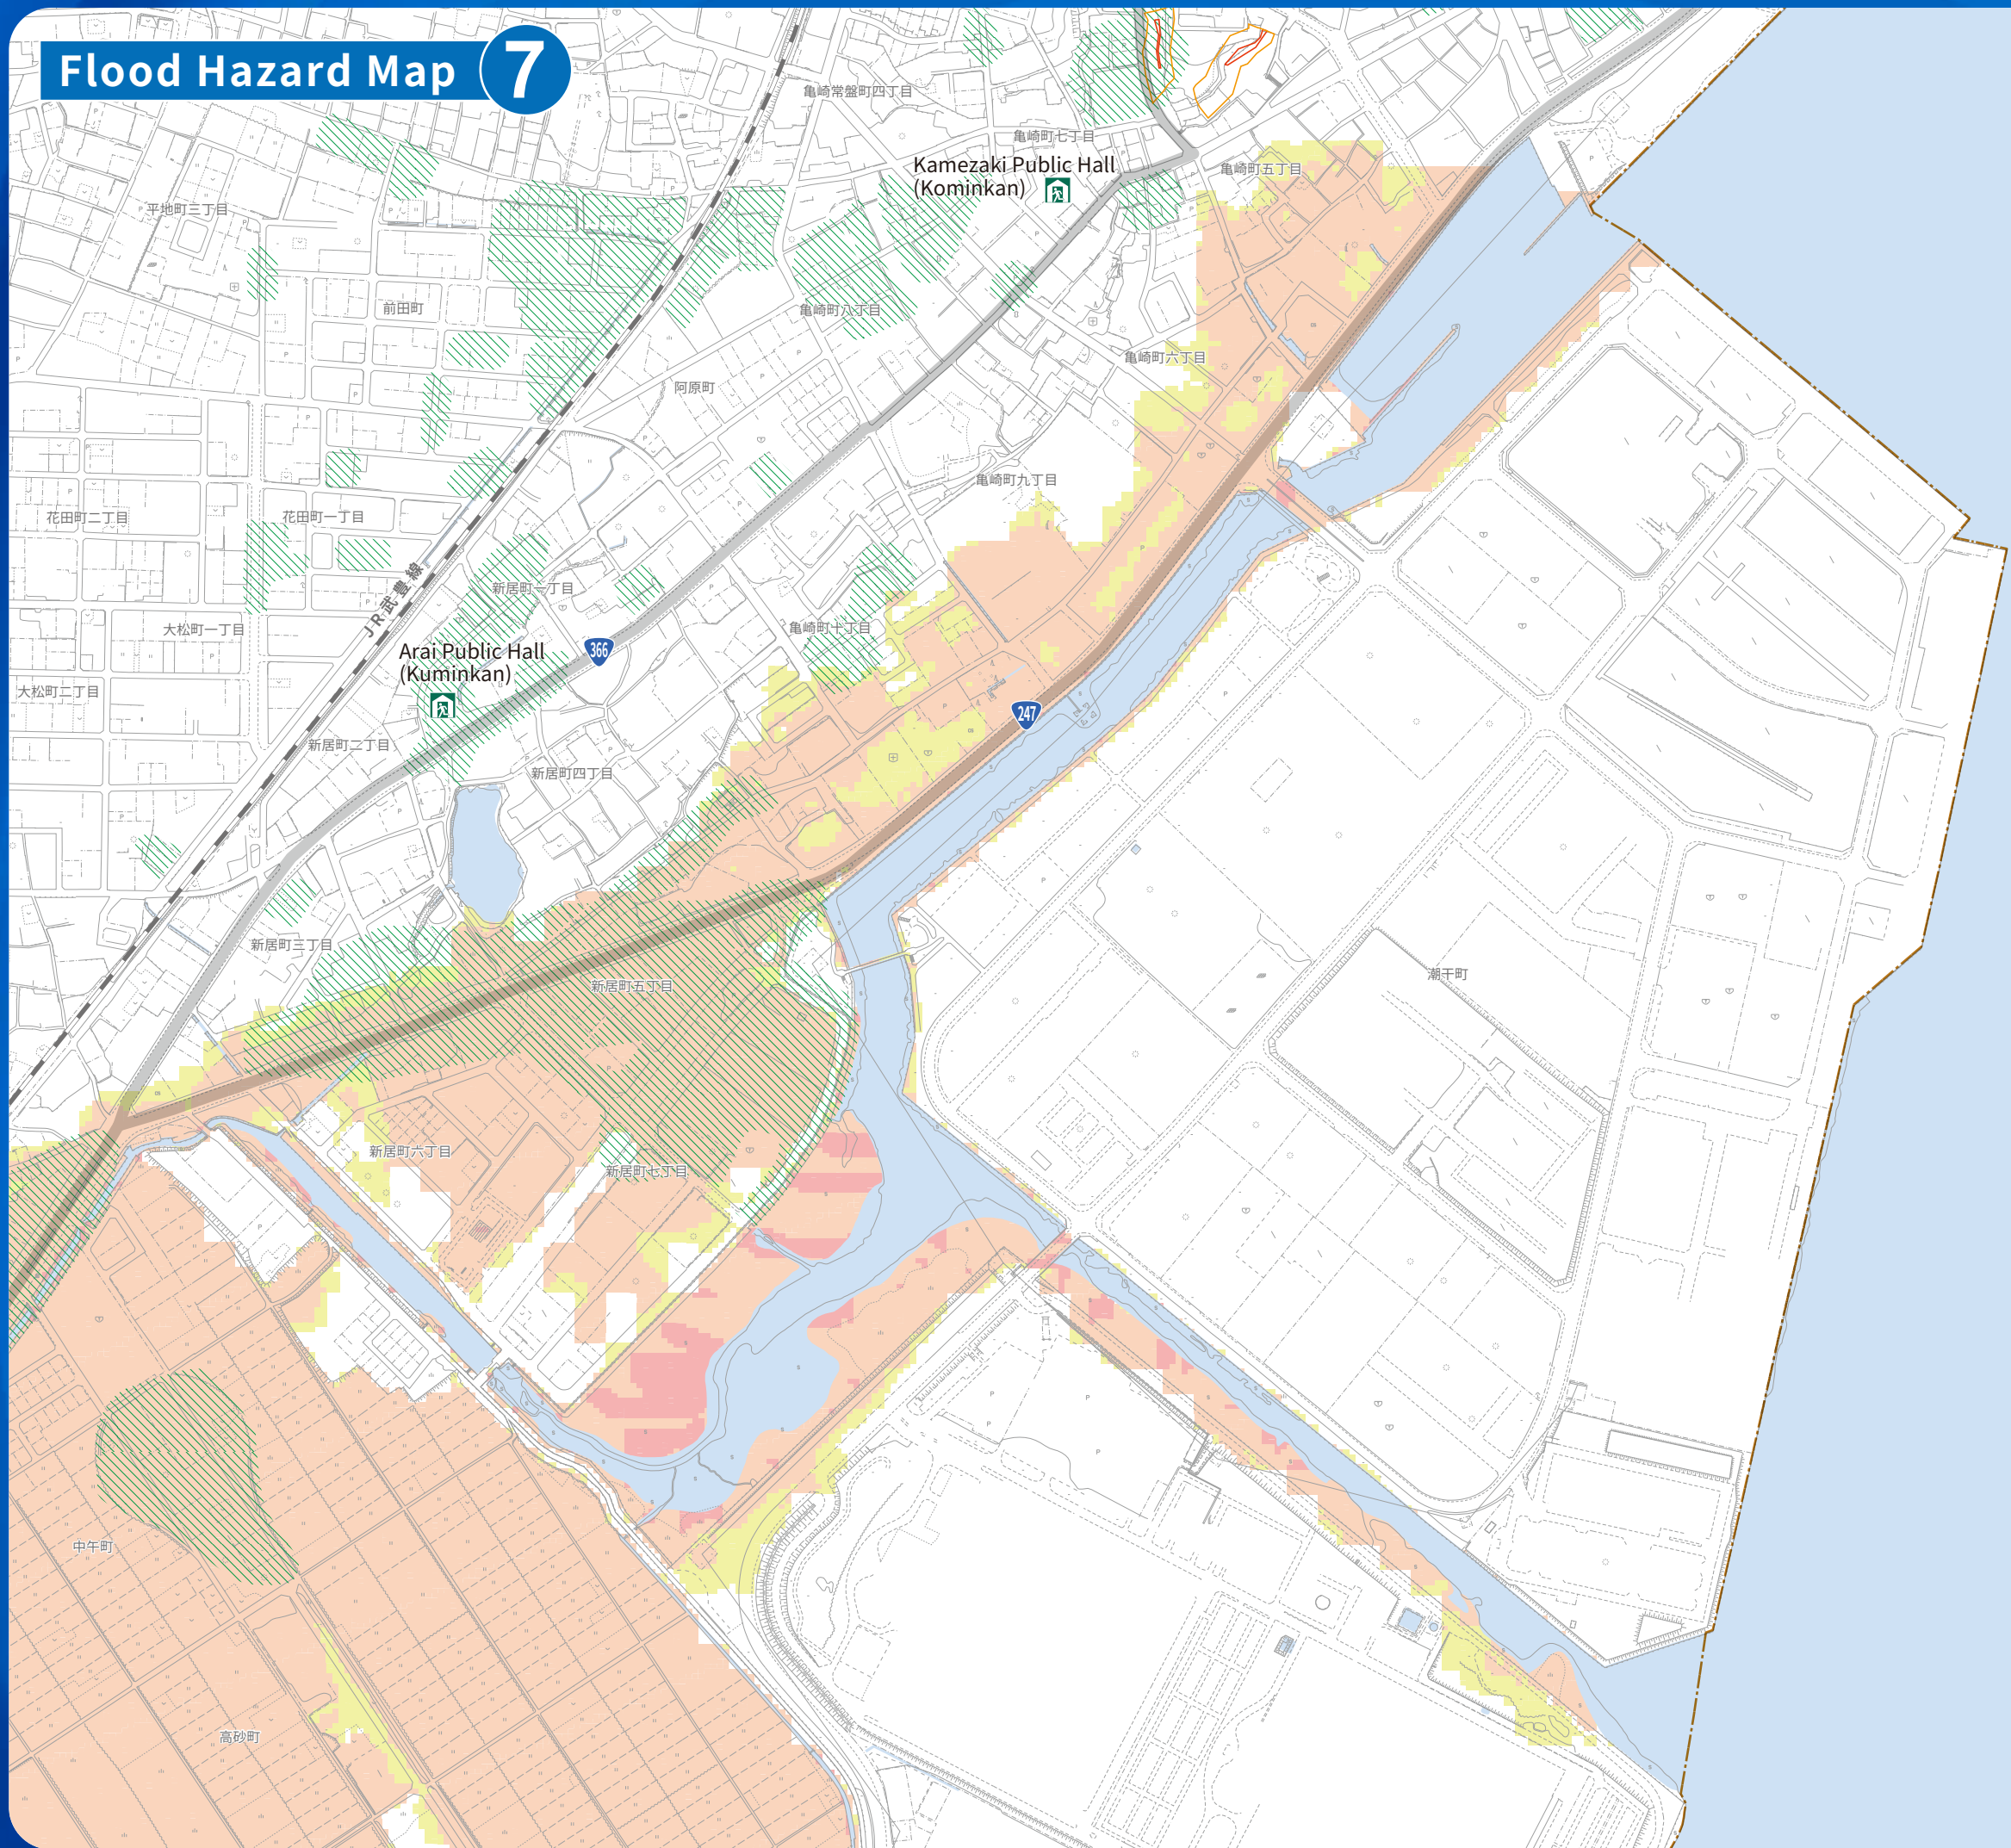 Flood Hazard Map 7
亀崎常盤町四丁目
亀崎町七丁目
Kamezaki Public Hall
(Kominkan)
亀崎町五丁目
平地町三丁目
前田町
亀崎町八丁目
亀崎町六丁目
阿原町
亀崎町九丁目
花田町二丁目
花田町一丁目
JR武豊線
新居町一丁目
大松町一丁目
亀崎町十丁目
Arai Public Hall
(Kuminkan)
366
大松町二丁目
247
新居町二丁目
新居町四丁目
新居町三丁目
潮干町
新居町五丁目
新居町六丁目
新居町七丁目
中午町
高砂町